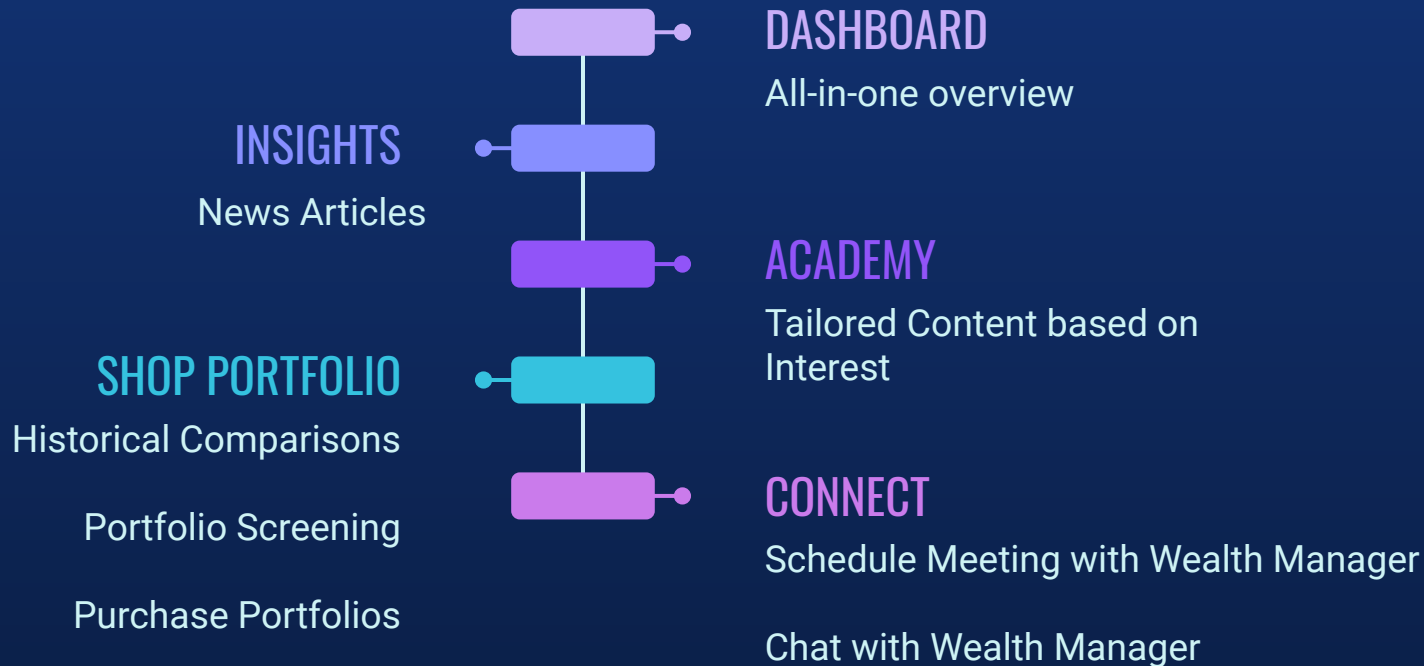 DASHBOARD
All-in-one overview
INSIGHTS
News Articles
ACADEMY
Tailored Content based on
Interest
SHOP PORTFOLIO
Historical Comparisons
Portfolio Screening
Purchase Portfolios
CONNECT
Schedule Meeting with Wealth Manager
Chat with Wealth Manager